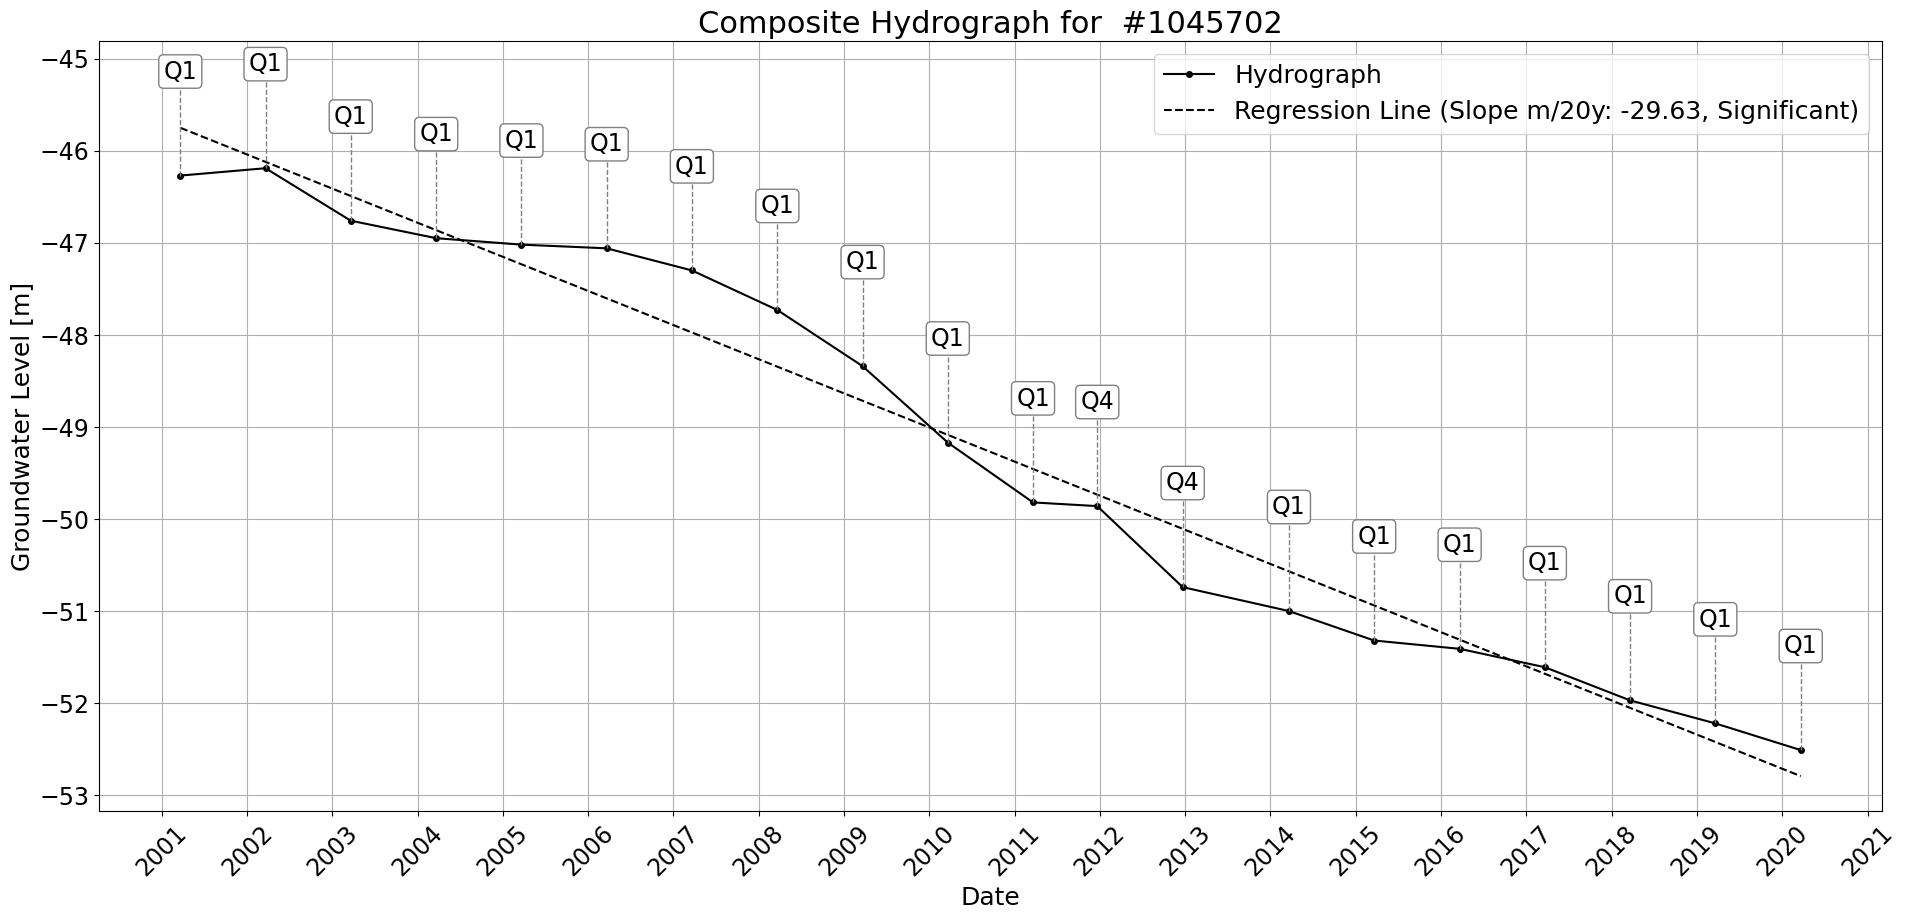 Composite Hydrograph for  #1045702
Hydrograph
Regression Line (Slope m/20y: -29.63, Significant)
Groundwater Level [m]
−45
−46
−47
−48
−49
−50
−51
−52
−53
Q1
Q1
Q1
Q1
Q1
Q1
Q1
Q1
Q1
Q1
Q1
Q4
Q4
Q1
Q1
Q1
Q1
Q1
Q1
Q1
2001
2002
2003
2004
2005
2006
2007
2008
2009
2010
2011
2012
2013
2014
2015
2016
2017
2018
2019
2020
2021
Date